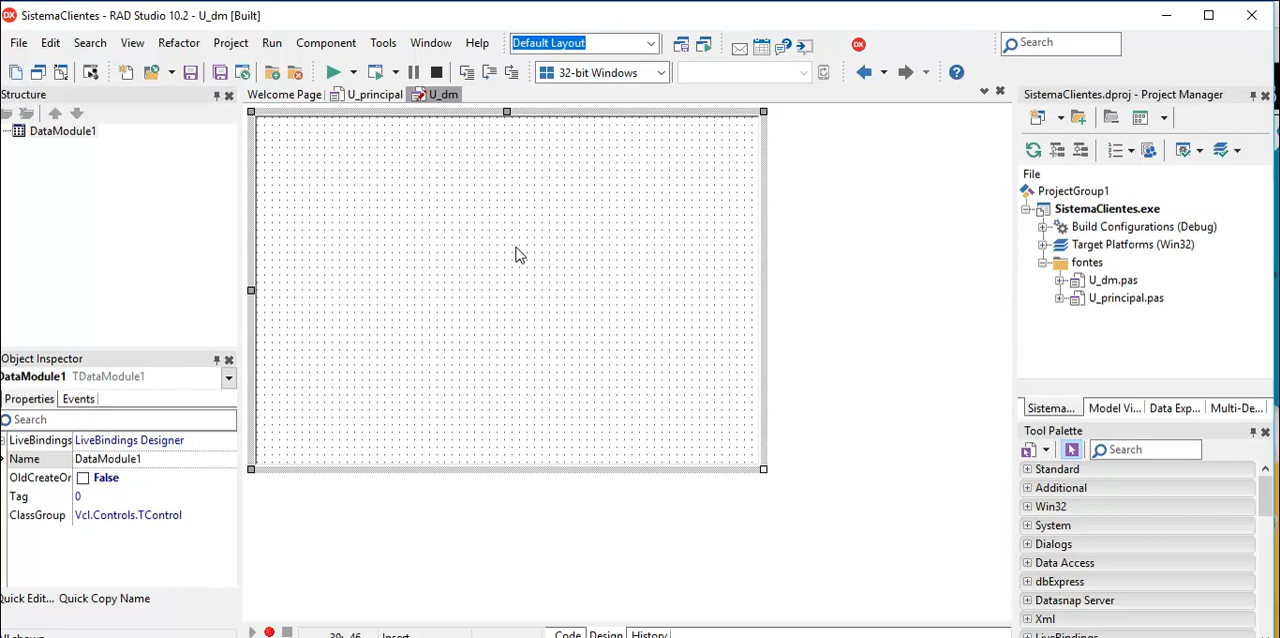 SistemaClientes - RAD Studio 10.2 - U_dm [Built]
File Edit Search View Refactor Project Run Component Tools Window Help Default Layout Search
32-bit Windows
Structure
Welcome Page U_principal U_dm
SistemaClientes.dproj - Project Manager
DataModule1
File
ProjectGroup1
SistemaClientes.exe
Build Configurations (Debug)
Target Platforms (Win32)
fontes
U_dm.pas
U_principal.pas
Object Inspector
DataModule1 TDataModule1
Properties Events
Search
LiveBindings LiveBindings Designer
Name DataModule1
OldCreateOr False
Tag 0
ClassGroup Vcl.Controls.TControl
Quick Edit... Quick Copy Name
All shown
Sistema... Model Vi... Data Exp... Multi-De...
Tool Palette
Search
Standard
Additional
Win32
System
Dialogs
Data Access
dbExpress
Datasnap Server
Xml
LiveBindings
39: 46 Insert Code Design History